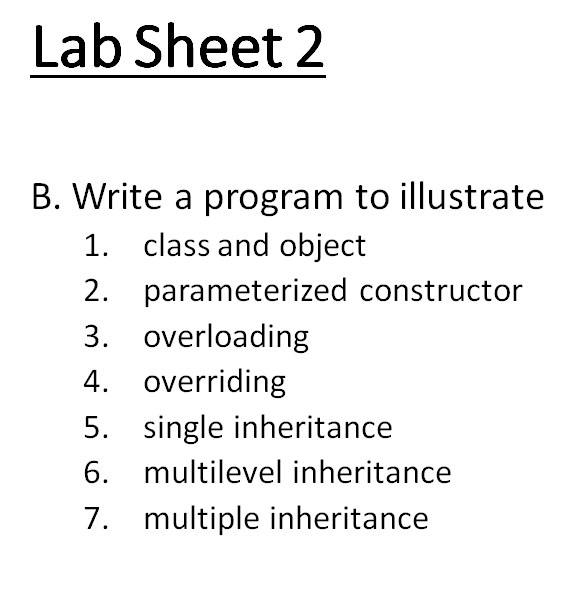 Lab Sheet 2
B. Write a program to illustrate
1. class and object
2. parameterized constructor
3. overloading
4. overriding
5. single inheritance
6. multilevel inheritance
7. multiple inheritance